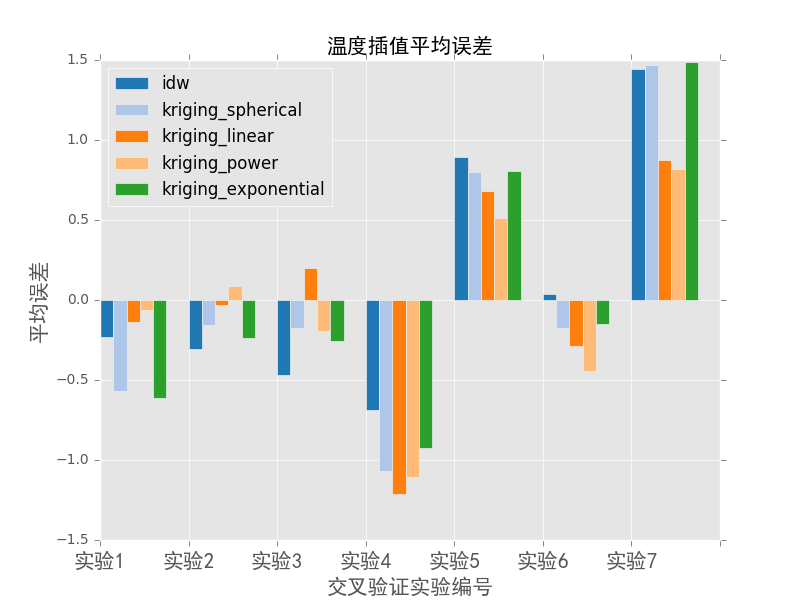 温度插值平均误差
idw
kriging_spherical
kriging_linear
kriging_power
kriging_exponential
平均误差
1.5
1.0
0.5
0.0
−0.5
−1.0
−1.5
实验1 实验2 实验3 实验4 实验5 实验6 实验7
交叉验证实验编号